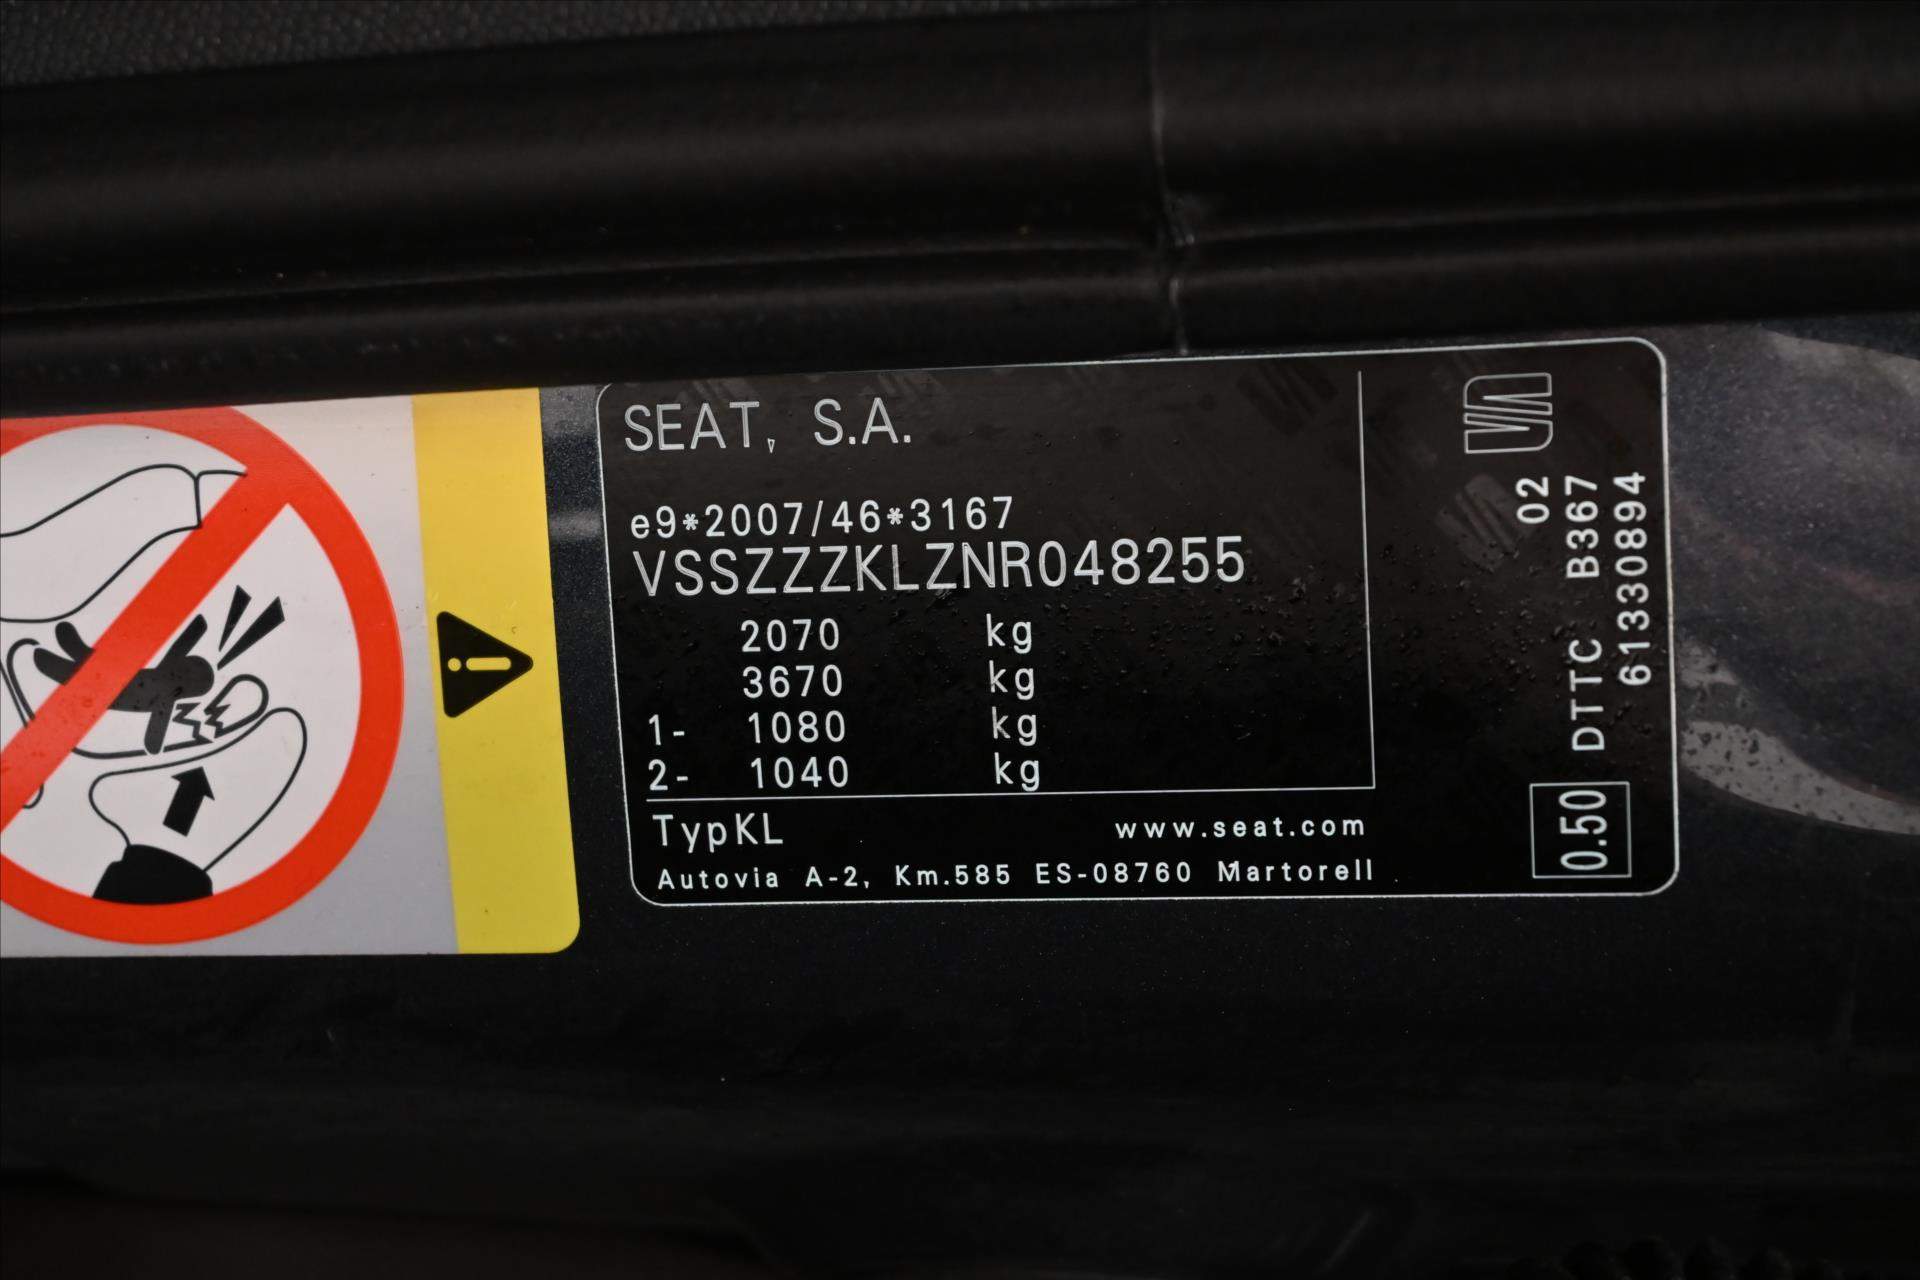 SEAT, S.A.
e9*2007/46*3167
VSSZZZKLZNR048255
2070 kg
3670 kg
1- 1080 kg
2- 1040 kg
TypKL www.seat.com
Autovia A-2, Km.585 ES-08760 Martorell
02
DTTC B367
61330894
0.50